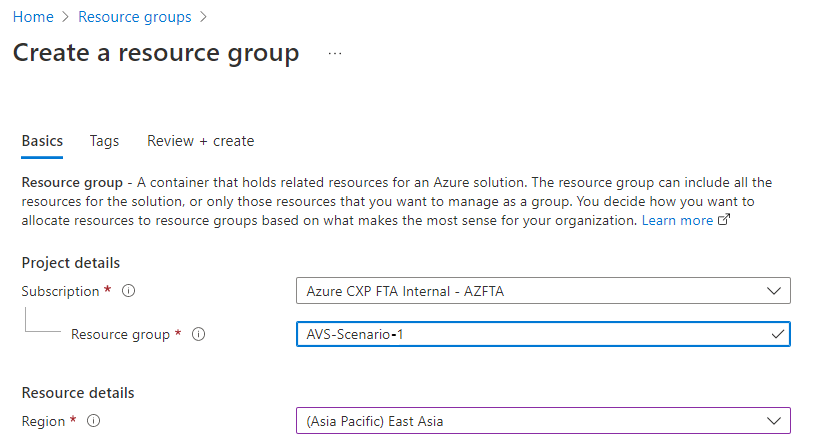 Home > Resource groups >
Create a resource group ...
Basics Tags Review + create
Resource group - A container that holds related resources for an Azure solution. The resource group can include all the
resources for the solution, or only those resources that you want to manage as a group. You decide how you want to
allocate resources to resource groups based on what makes the most sense for your organization. Learn more
Project details
Subscription * Azure CXP FTA Internal - AZFTA
Resource group * AVS-Scenario-1
Resource details
Region * (Asia Pacific) East Asia